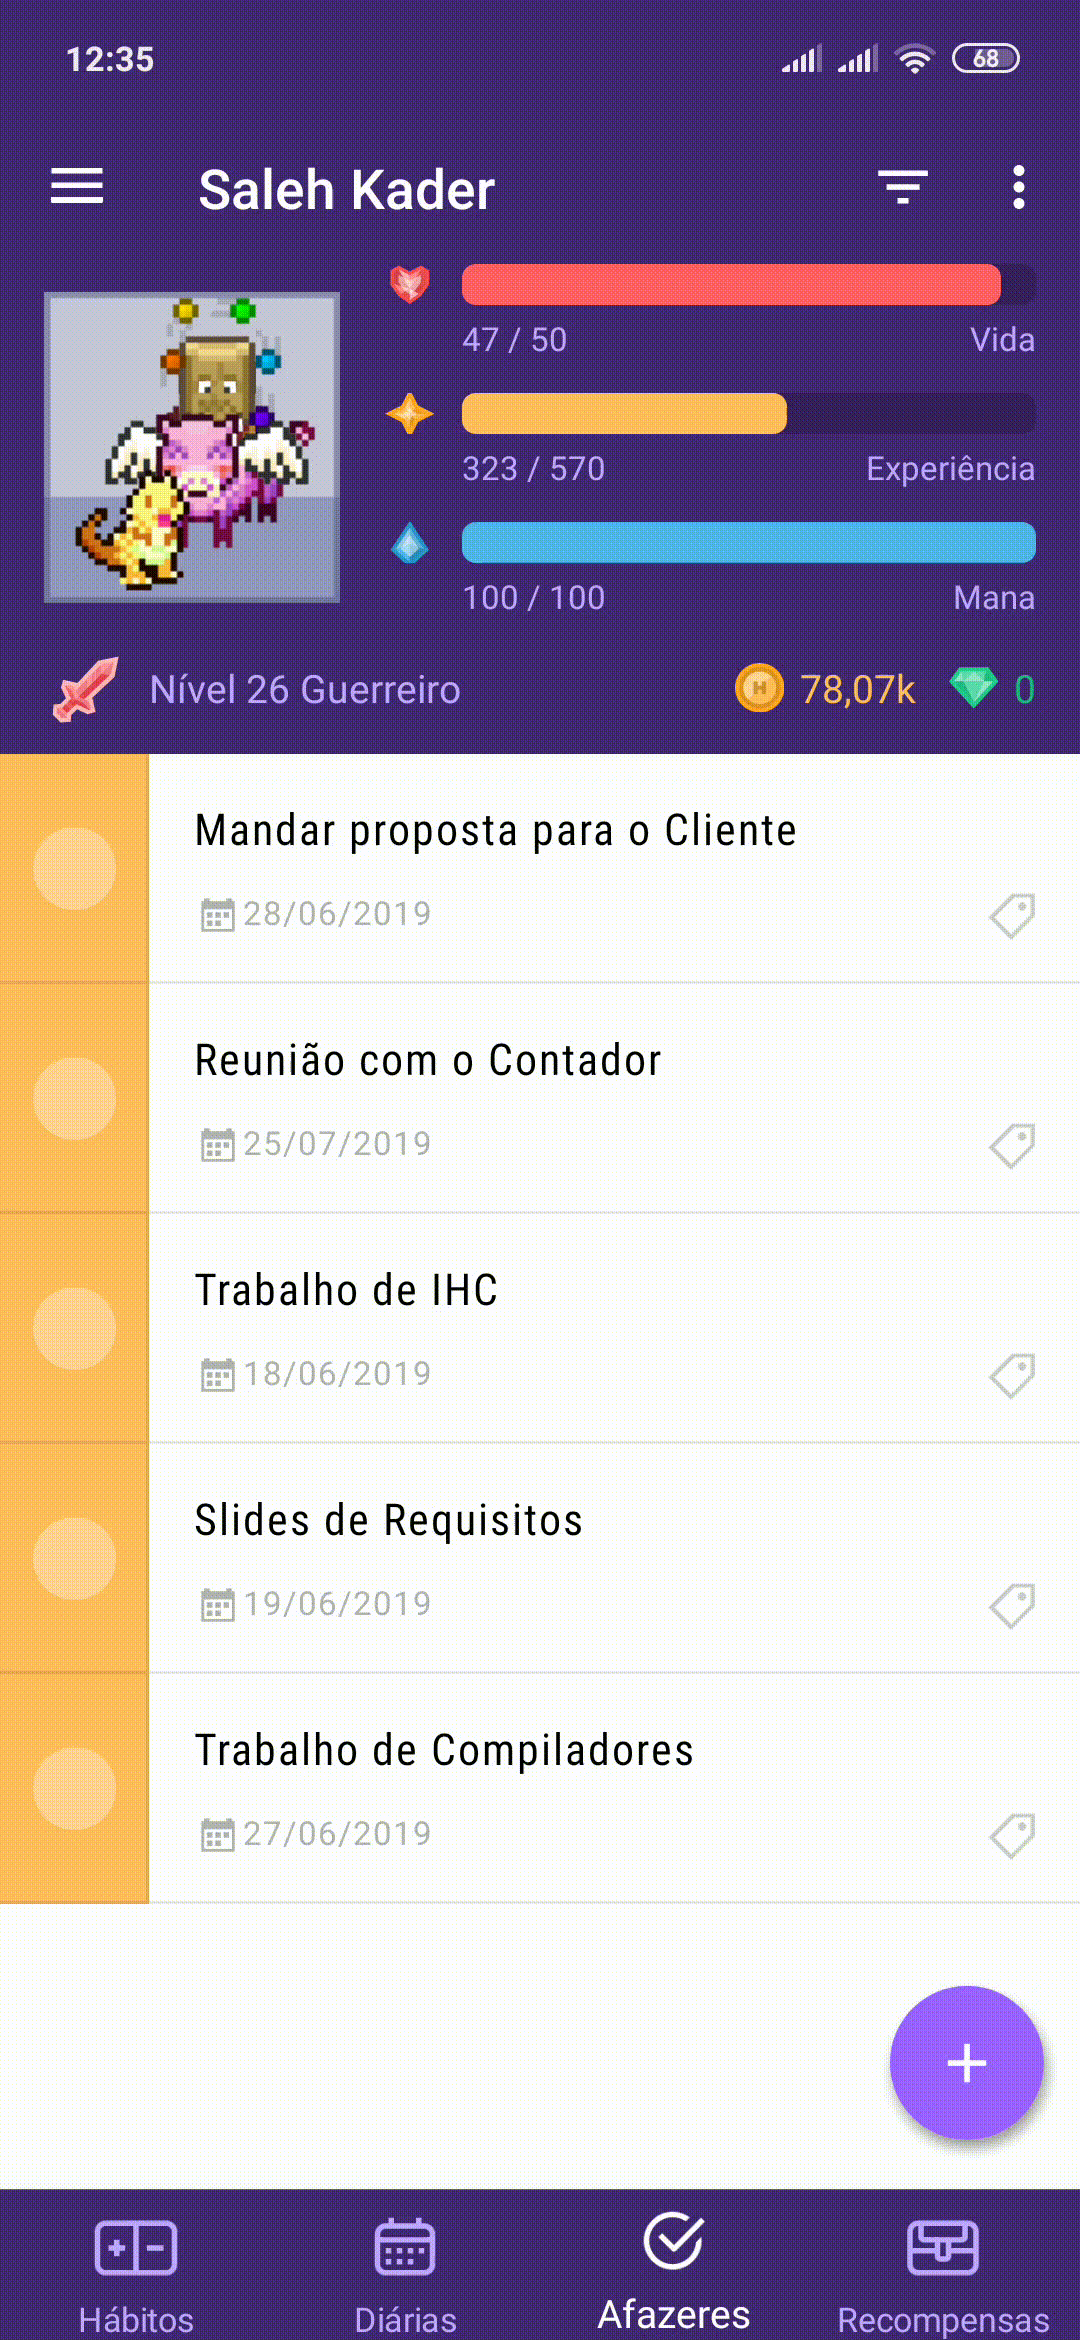 12:35
68
Saleh Kader
47 / 50 Vida
323 / 570 Experiência
100 / 100 Mana
Nível 26 Guerreiro
H 78,07k 0
Mandar proposta para o Cliente
28/06/2019
Reunião com o Contador
25/07/2019
Trabalho de IHC
18/06/2019
Slides de Requisitos
19/06/2019
Trabalho de Compiladores
27/06/2019
Hábitos Diárias Afazeres Recompensas